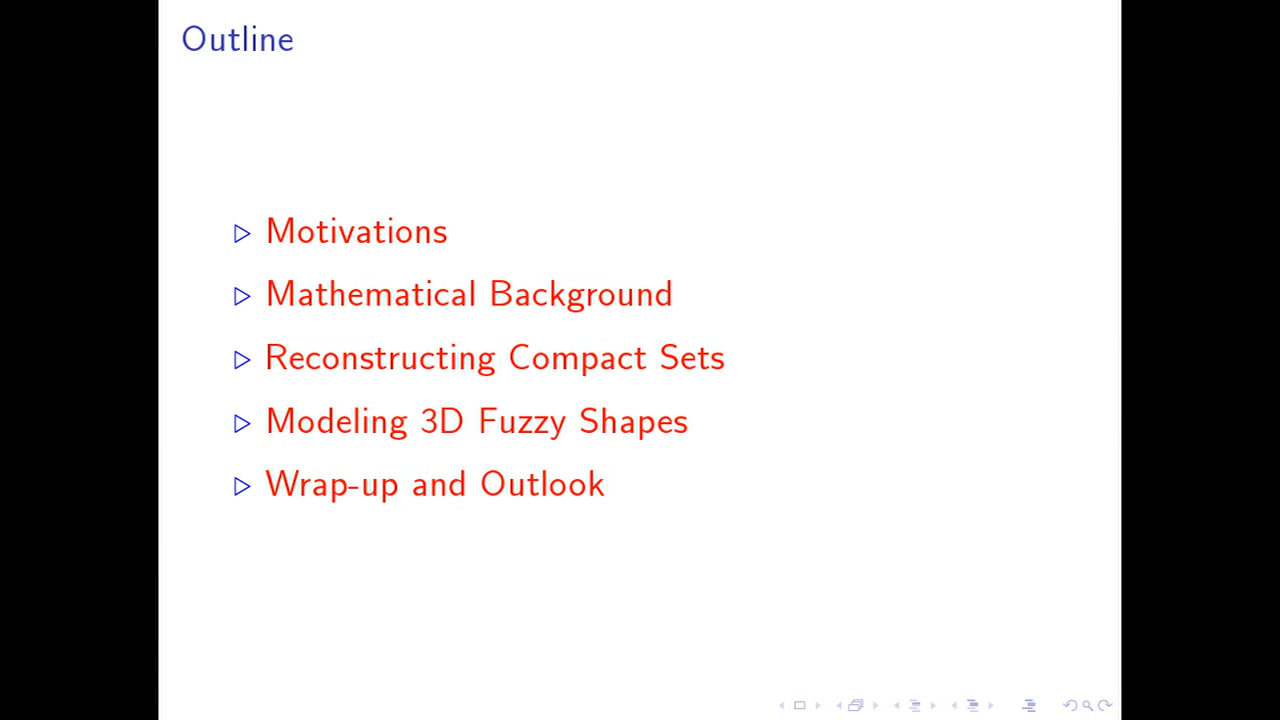 Outline
▷ Motivations
▷ Mathematical Background
▷ Reconstructing Compact Sets
▷ Modeling 3D Fuzzy Shapes
▷ Wrap-up and Outlook